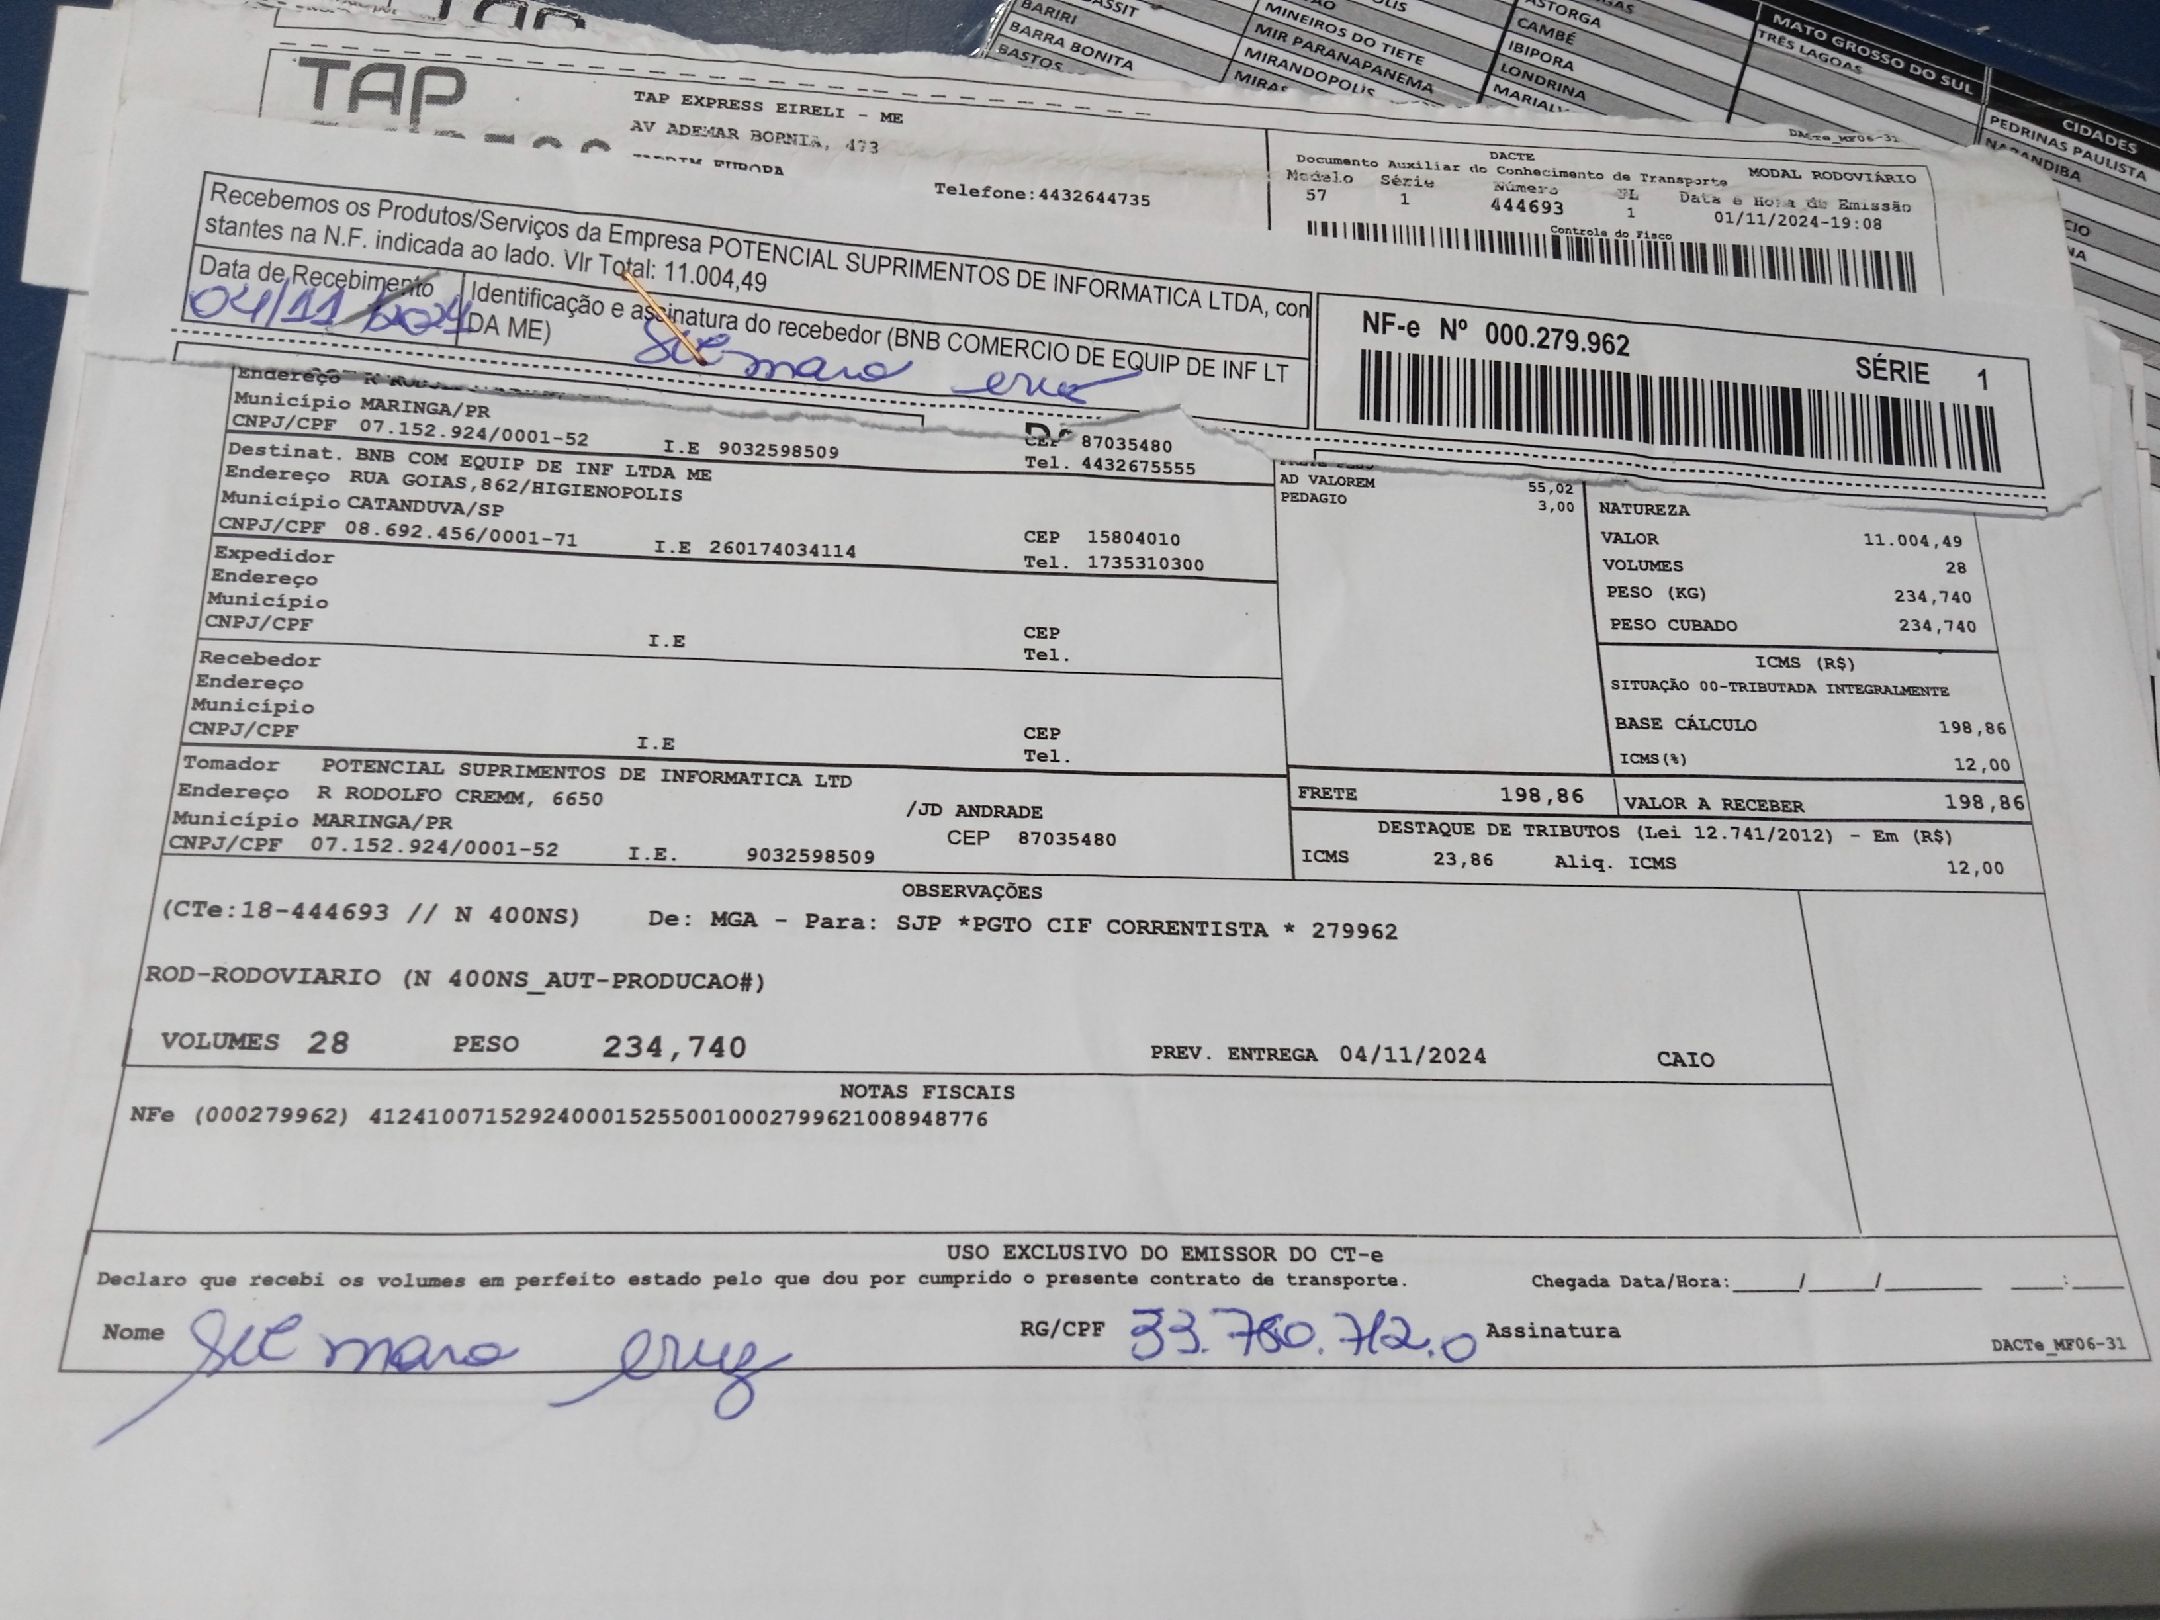 BARIRI
BARRA BONITA
BASTOS
MINEIROS DO TIETE
MIR PARANAPANEMA
MIRANDOPOLIS
ASTORGA
CAMBÉ
IBIPORA
LONDRINA
MATO GROSSO DO SUL
TRÊS LAGOAS
CIDADES
PEDRINAS PAULISTA
NARANDIBA
TAP
TAP EXPRESS EIRELI - ME
AV ADEMAR BORNIA, 473
Telefone:4432644735
DACTe_MF06-31
DACTE
Documento Auxiliar do Conhecimento de Transporte
MODAL RODOVIÁRIO
Modelo Série Número FL Data e Hora de Emissão
57 1 444693 1 01/11/2024-19:08
Controle do Fisco
Recebemos os Produtos/Serviços da Empresa POTENCIAL SUPRIMENTOS DE INFORMATICA LTDA, con
stantes na N.F. indicada ao lado. Vlr Total: 11.004,49
Data de Recebimento
04/11/2024
Identificação e assinatura do recebedor (BNB COMERCIO DE EQUIP DE INF LT
DA ME)
NF-e Nº 000.279.962
SÉRIE 1
Endereço
Município MARINGA/PR
CEP 87035480
CNPJ/CPF 07.152.924/0001-52 I.E 9032598509 Tel. 4432675555
Destinat. BNB COM EQUIP DE INF LTDA ME
Endereço RUA GOIAS,862/HIGIENOPOLIS
Município CATANDUVA/SP CEP 15804010
CNPJ/CPF 08.692.456/0001-71 I.E 260174034114 Tel. 1735310300
Expedidor
Endereço
Município CEP
CNPJ/CPF I.E Tel.
Recebedor
Endereço
Município CEP
CNPJ/CPF I.E Tel.
Tomador POTENCIAL SUPRIMENTOS DE INFORMATICA LTD
Endereço R RODOLFO CREMM, 6650 /JD ANDRADE
Município MARINGA/PR CEP 87035480
CNPJ/CPF 07.152.924/0001-52 I.E. 9032598509
AD VALOREM 55,02
PEDAGIO 3,00
NATUREZA
VALOR 11.004,49
VOLUMES 28
PESO (KG) 234,740
PESO CUBADO 234,740
ICMS (R$)
SITUAÇÃO 00-TRIBUTADA INTEGRALMENTE
BASE CÁLCULO 198,86
ICMS(%) 12,00
FRETE 198,86 VALOR A RECEBER 198,86
DESTAQUE DE TRIBUTOS (Lei 12.741/2012) - Em (R$)
ICMS 23,86 Aliq. ICMS 12,00
OBSERVAÇÕES
(CTe:18-444693 // N 400NS) De: MGA - Para: SJP *PGTO CIF CORRENTISTA * 279962
ROD-RODOVIARIO (N 400NS_AUT-PRODUCAO#)
VOLUMES 28 PESO 234,740 PREV. ENTREGA 04/11/2024 CAIO
NOTAS FISCAIS
NFe (000279962) 41241007152924000152550010002799621008948776
USO EXCLUSIVO DO EMISSOR DO CT-e
Declaro que recebi os volumes em perfeito estado pelo que dou por cumprido o presente contrato de transporte. Chegada Data/Hora:____/____/______ ____:____
Nome RG/CPF 33.780.712.0 Assinatura
DACTe_MF06-31